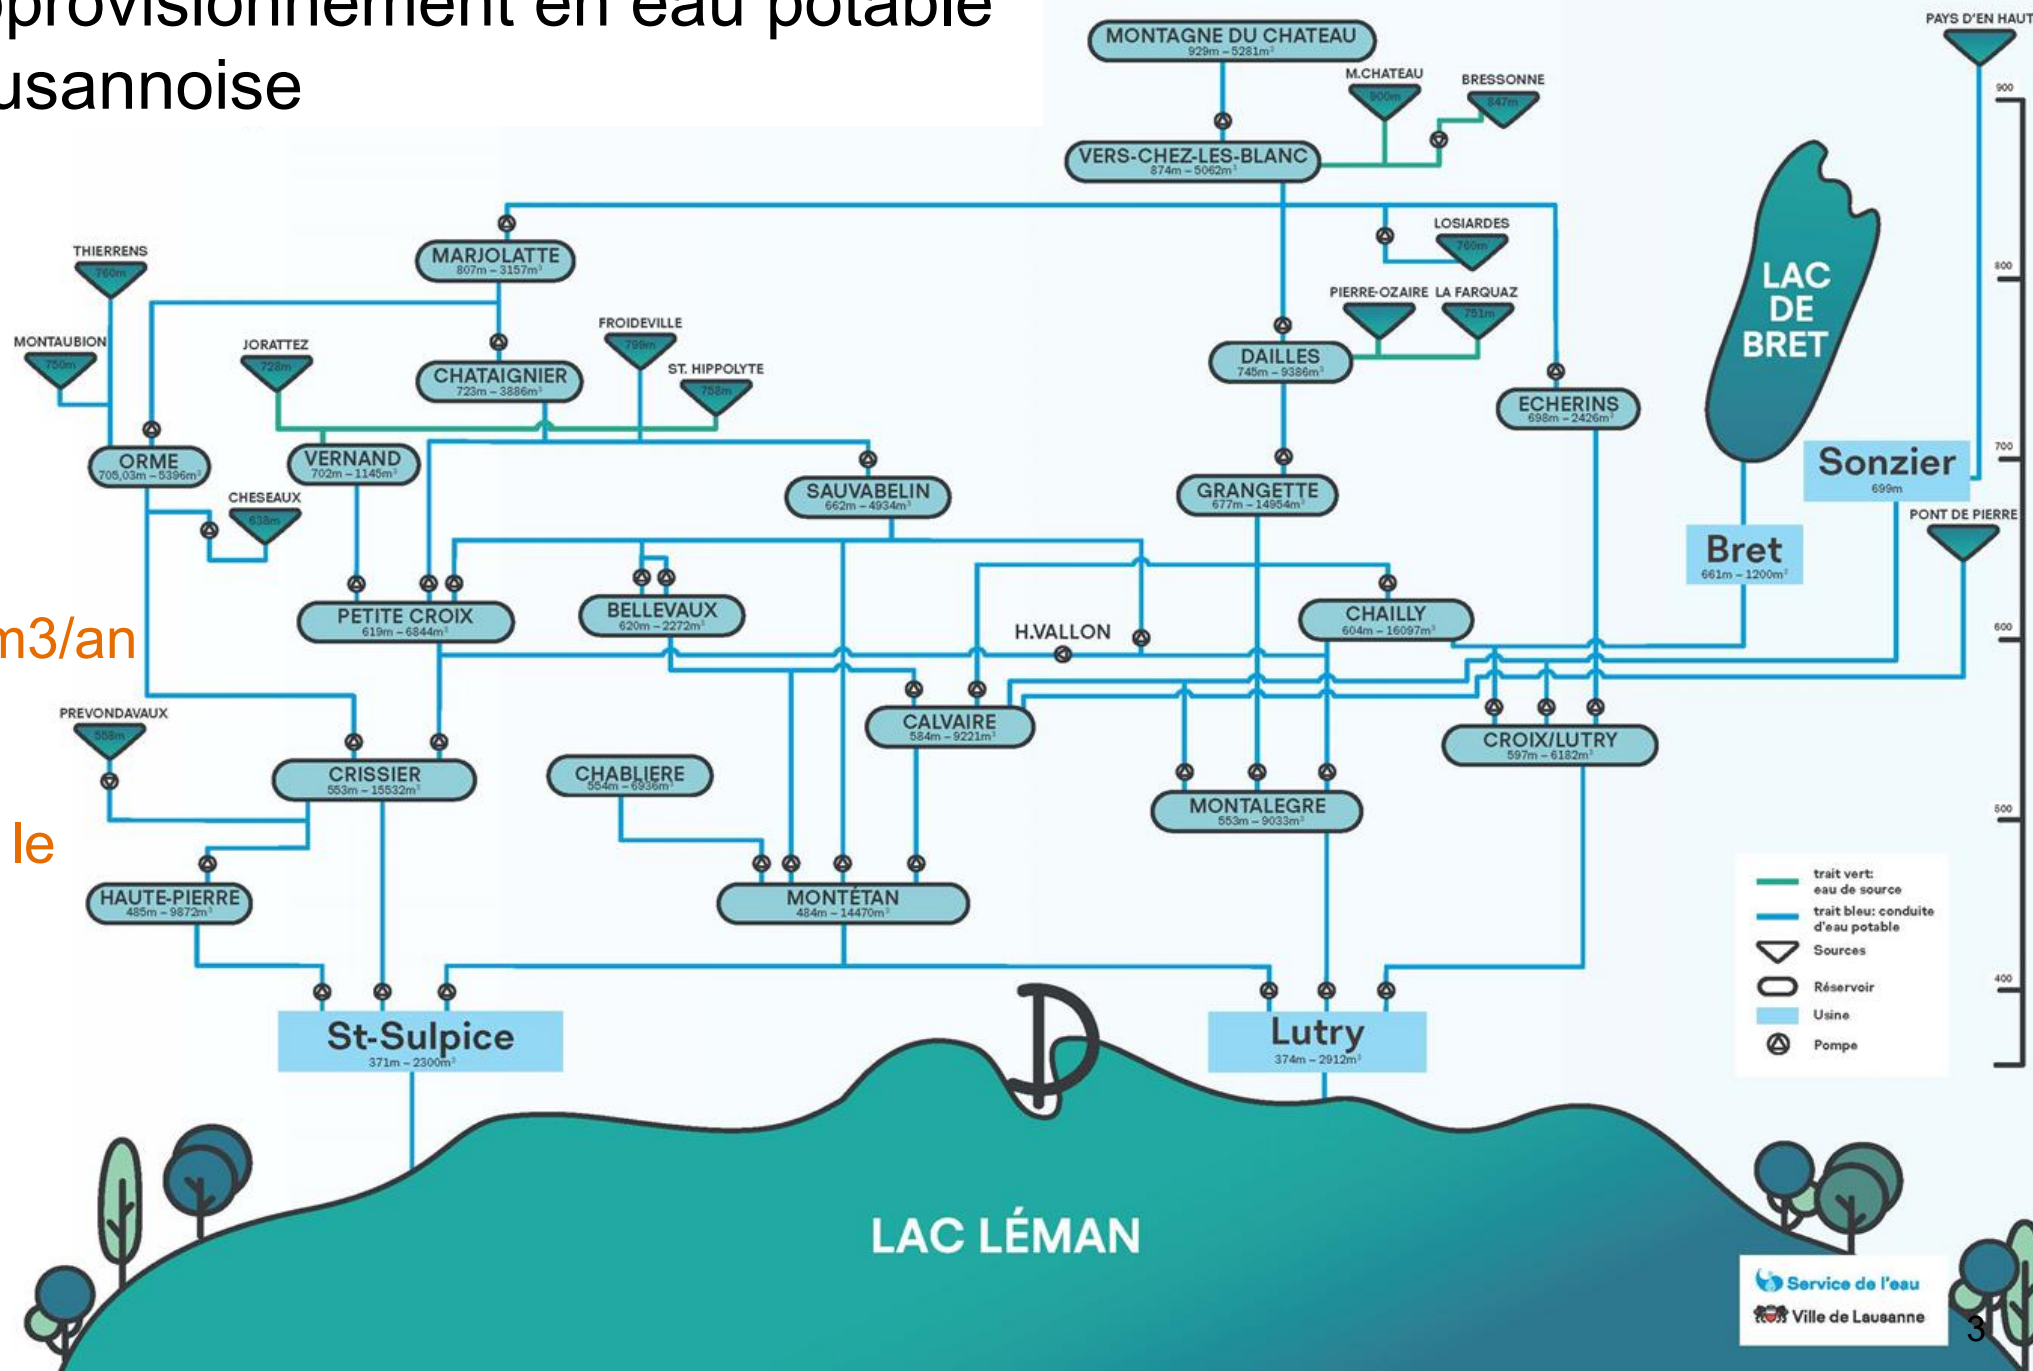 pprovisionnement en eau potable
usannoise
m3/an
le
MONTAGNE DU CHATEAU
929m – 5281m³
PAYS D'EN HAUT
M.CHATEAU
900m
BRESSONNE
847m
VERS-CHEZ-LES-BLANC
874m – 5062m³
900
THIERRENS
760m
MARJOLATTE
807m – 3157m³
LOSIARDES
760m
LAC
DE
BRET
800
MONTAUBION
750m
JORATTEZ
728m
FROIDEVILLE
799m
ST. HIPPOLYTE
758m
CHATAIGNIER
723m – 3886m³
PIERRE-OZAIRE
LA FARQUAZ
751m
DAILLES
745m – 9386m³
ECHERINS
698m – 2426m³
ORME
705,03m – 5396m³
VERNAND
702m – 1145m³
700
Sonzier
699m
CHESEAUX
638m
SAUVABELIN
662m – 4934m³
GRANGETTE
677m – 14954m³
PONT DE PIERRE
Bret
661m – 1200m³
PETITE CROIX
619m – 6844m³
BELLEVAUX
620m – 2272m³
H.VALLON
CHAILLY
604m – 16097m³
600
PREVONDAVAUX
558m
CALVAIRE
584m – 9221m³
CROIX/LUTRY
597m – 6182m³
CRISSIER
553m – 15532m³
CHABLIERE
554m – 6936m³
MONTALEGRE
553m – 9033m³
500
HAUTE-PIERRE
485m – 9872m³
MONTÉTAN
484m – 14470m³
trait vert:
eau de source
trait bleu: conduite
d'eau potable
Sources
Réservoir
Usine
Pompe
400
St-Sulpice
371m – 2300m³
Lutry
374m – 2912m³
LAC LÉMAN
Service de l'eau
Ville de Lausanne
3